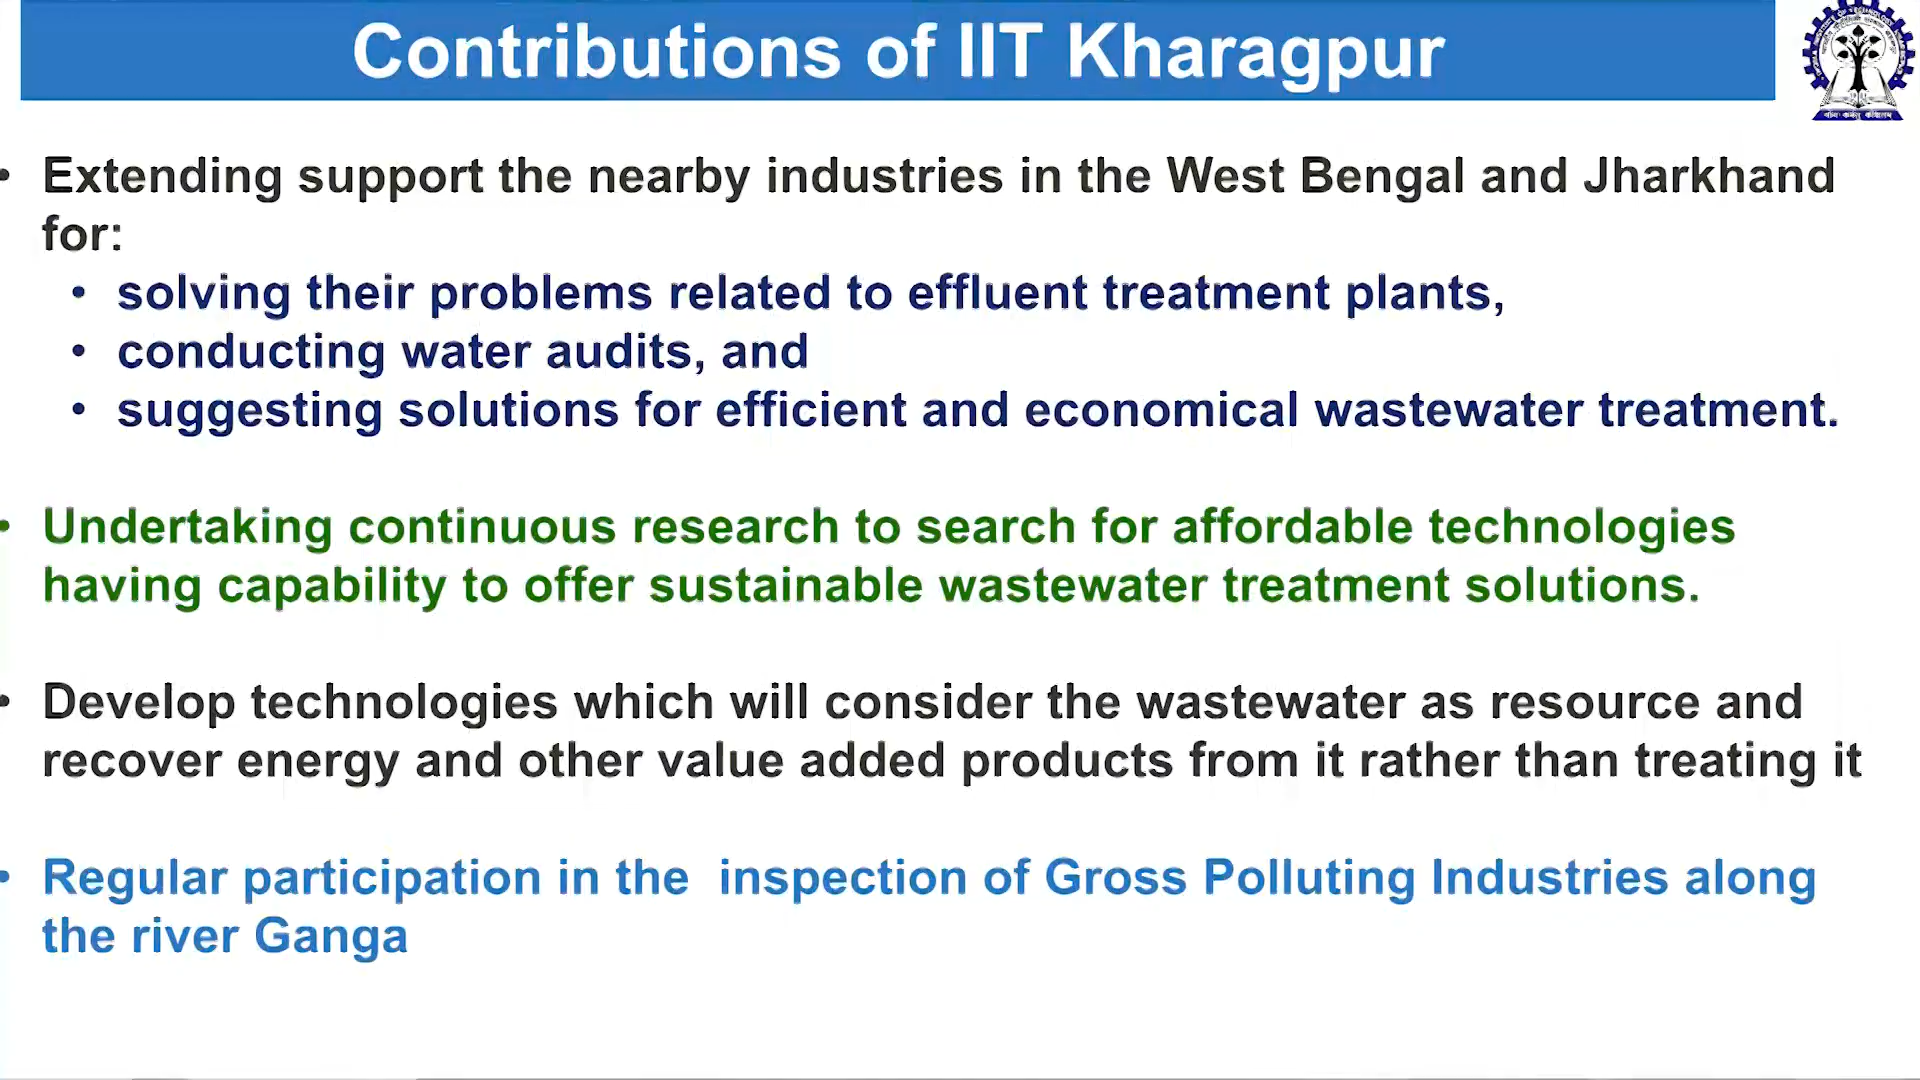 Contributions of IIT Kharagpur
• Extending support the nearby industries in the West Bengal and Jharkhand
for:
• solving their problems related to effluent treatment plants,
• conducting water audits, and
• suggesting solutions for efficient and economical wastewater treatment.
• Undertaking continuous research to search for affordable technologies
having capability to offer sustainable wastewater treatment solutions.
• Develop technologies which will consider the wastewater as resource and
recover energy and other value added products from it rather than treating it
• Regular participation in the  inspection of Gross Polluting Industries along
the river Ganga